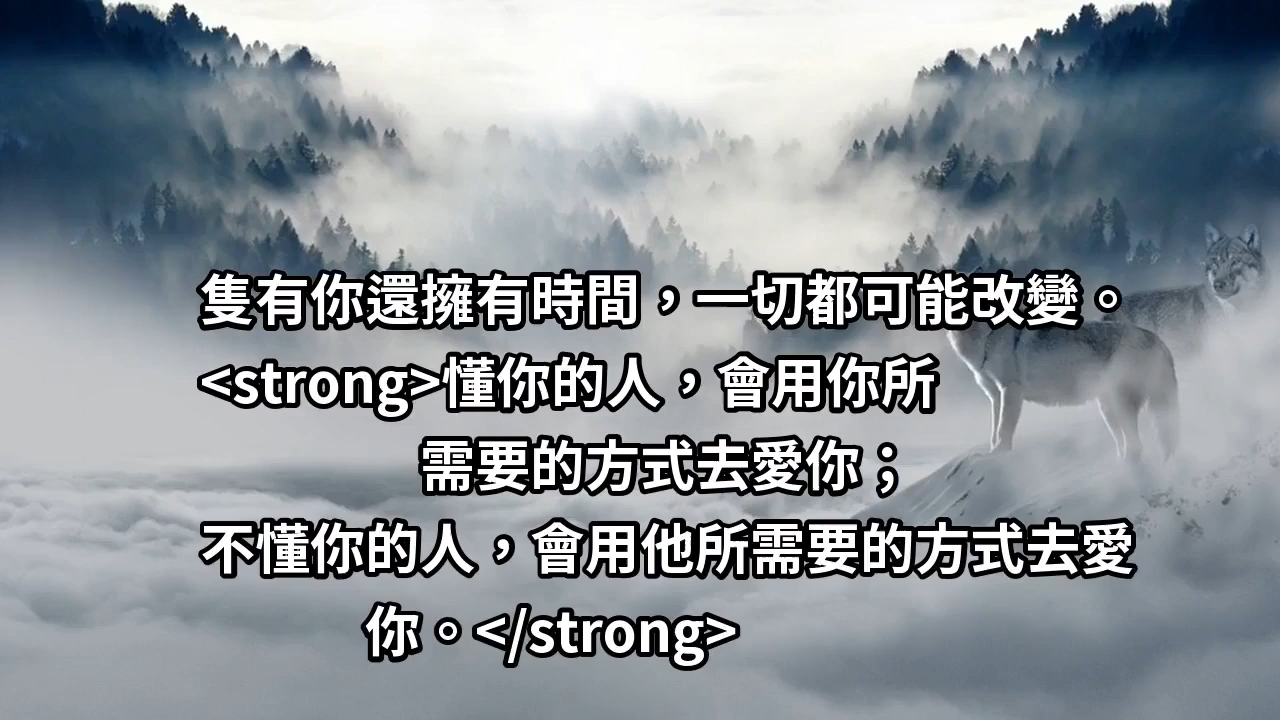 隻有你還擁有時間，一切都可能改變。
<strong>懂你的人，會用你所
需要的方式去愛你；
不懂你的人，會用他所需要的方式去愛
你。</strong>